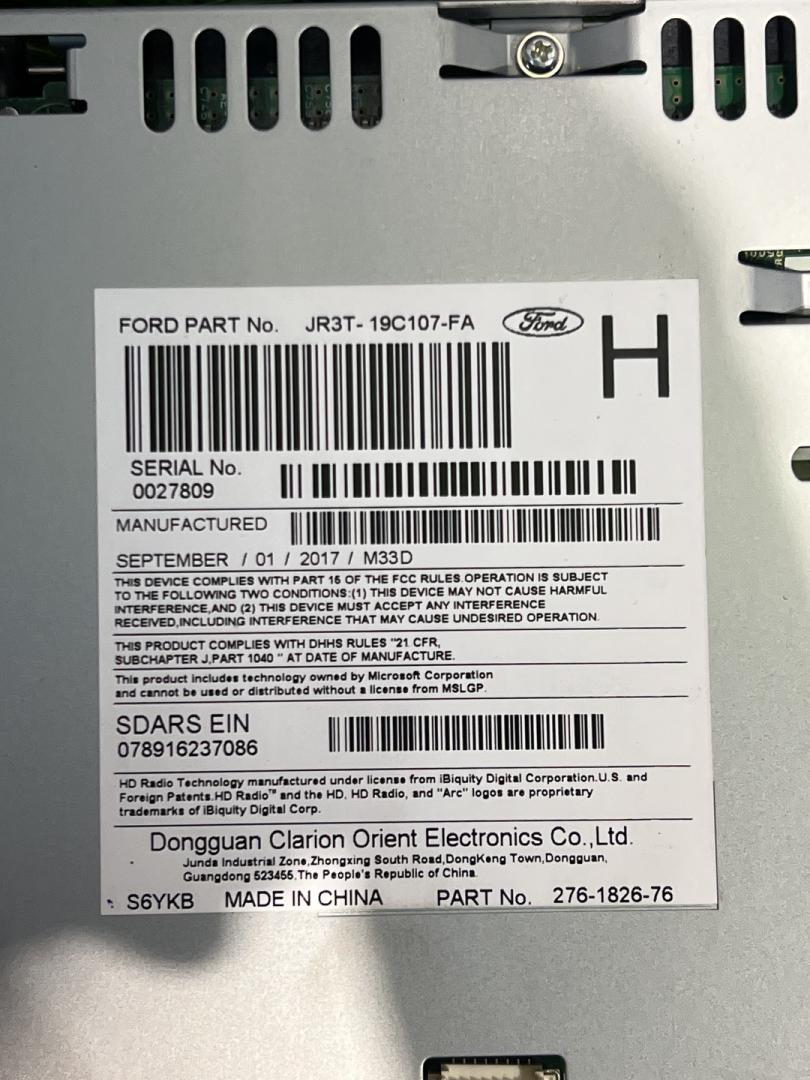 FORD PART No. JR3T- 19C107-FA Ford H
SERIAL No.
0027809
MANUFACTURED
SEPTEMBER / 01 / 2017 / M33D
THIS DEVICE COMPLIES WITH PART 15 OF THE FCC RULES.OPERATION IS SUBJECT
TO THE FOLLOWING TWO CONDITIONS:(1) THIS DEVICE MAY NOT CAUSE HARMFUL
INTERFERENCE,AND (2) THIS DEVICE MUST ACCEPT ANY INTERFERENCE
RECEIVED,INCLUDING INTERFERENCE THAT MAY CAUSE UNDESIRED OPERATION.
THIS PRODUCT COMPLIES WITH DHHS RULES "21 CFR,
SUBCHAPTER J,PART 1040 " AT DATE OF MANUFACTURE.
This product includes technology owned by Microsoft Corporation
and cannot be used or distributed without a license from MSLGP.
SDARS EIN
078916237086
HD Radio Technology manufactured under license from iBiquity Digital Corporation.U.S. and
Foreign Patents.HD Radio™ and the HD, HD Radio, and "Arc" logos are proprietary
trademarks of iBiquity Digital Corp.
Dongguan Clarion Orient Electronics Co.,Ltd.
Junda Industrial Zone,Zhongxing South Road,DongKeng Town,Dongguan,
Guangdong 523455,The People's Republic of China.
S6YKB MADE IN CHINA PART No. 276-1826-76